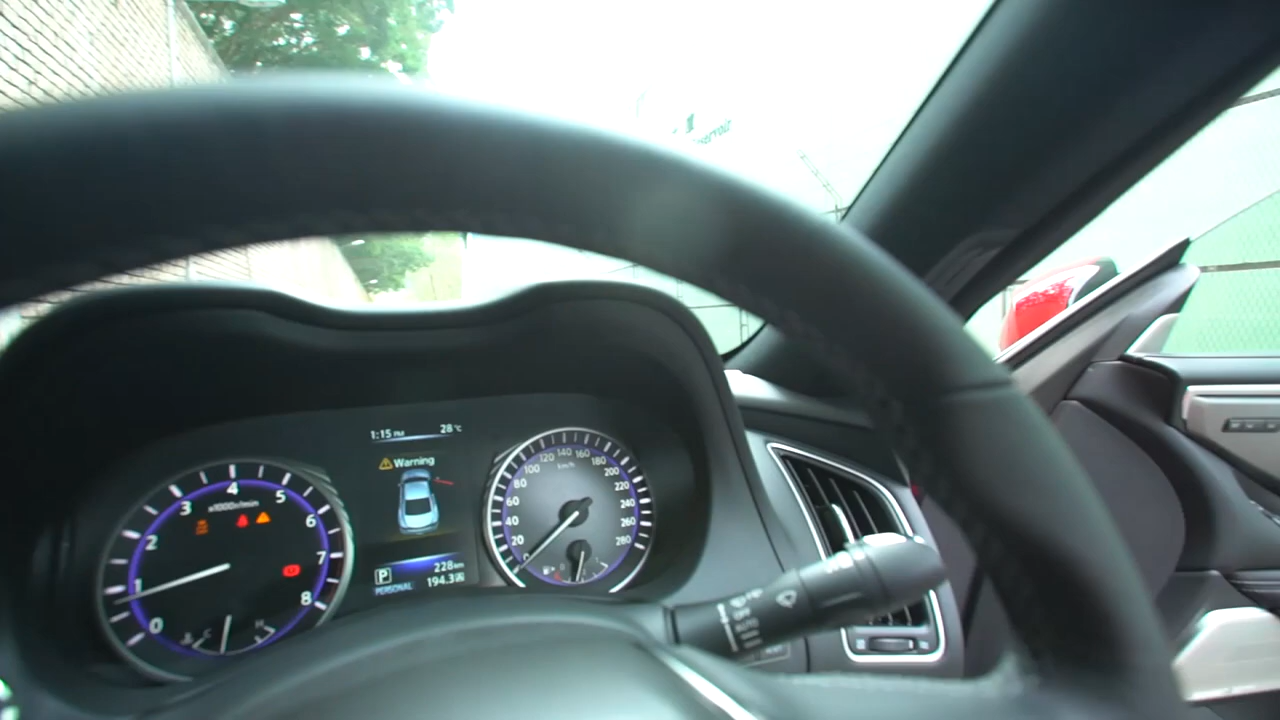 1:15 PM 28°C
Warning
0 1 2 3 4 5 6 7 8
x1000r/min
C H
P 228km
PERSONAL 194.3
0 20 40 60 80 100 120 140 160 180 200 220 240 260 280
km/h
OFF